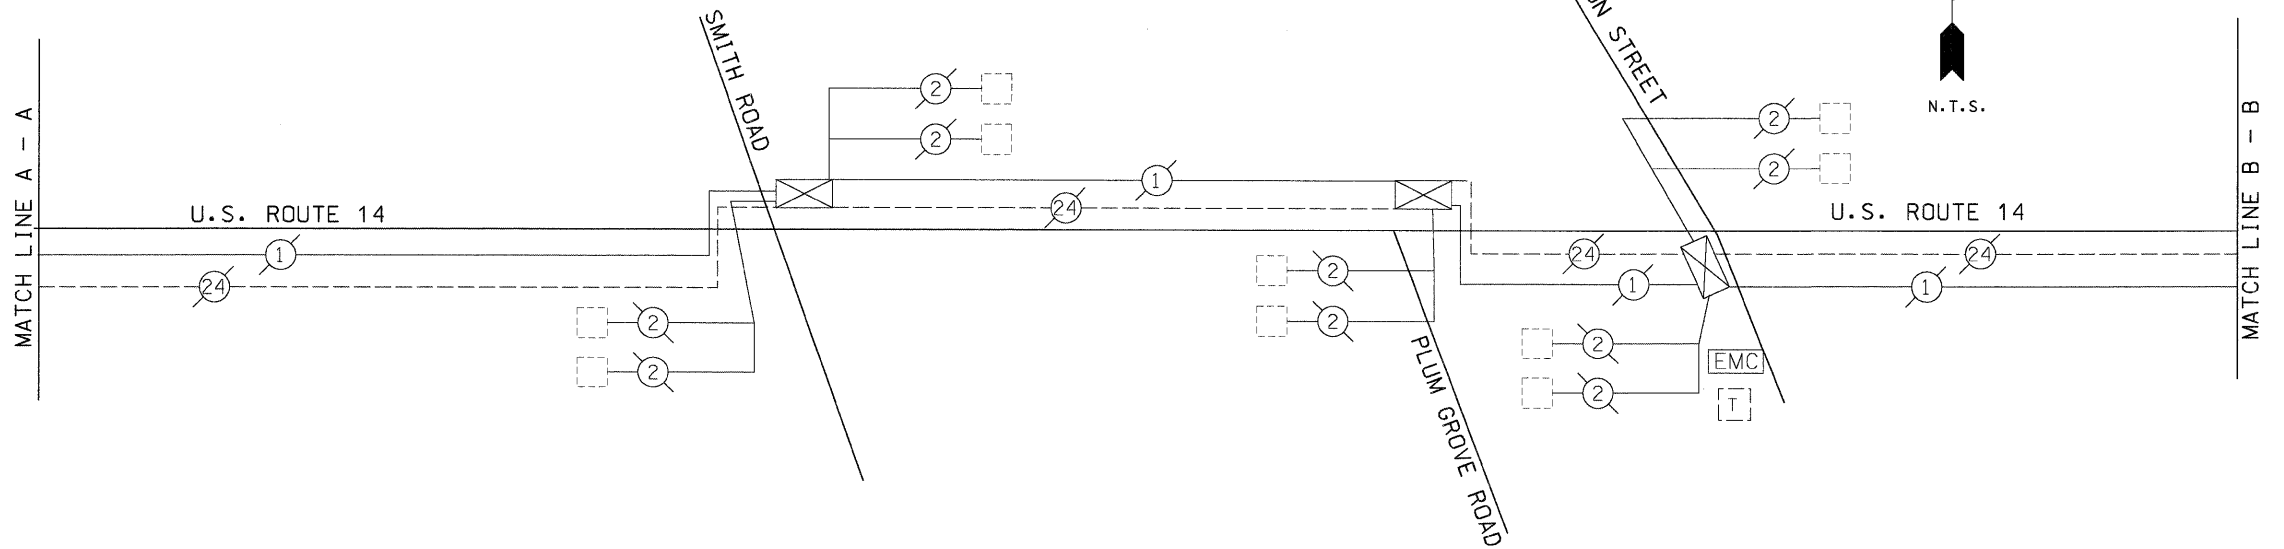 MATCH LINE A - A
U.S. ROUTE 14
1
24
SMITH ROAD
2
2
2
2
1
24
2
2
PLUM GROVE ROAD
STREET
24
1
2
2
2
2
EMC
T
N.T.S.
U.S. ROUTE 14
24
1
MATCH LINE B - B